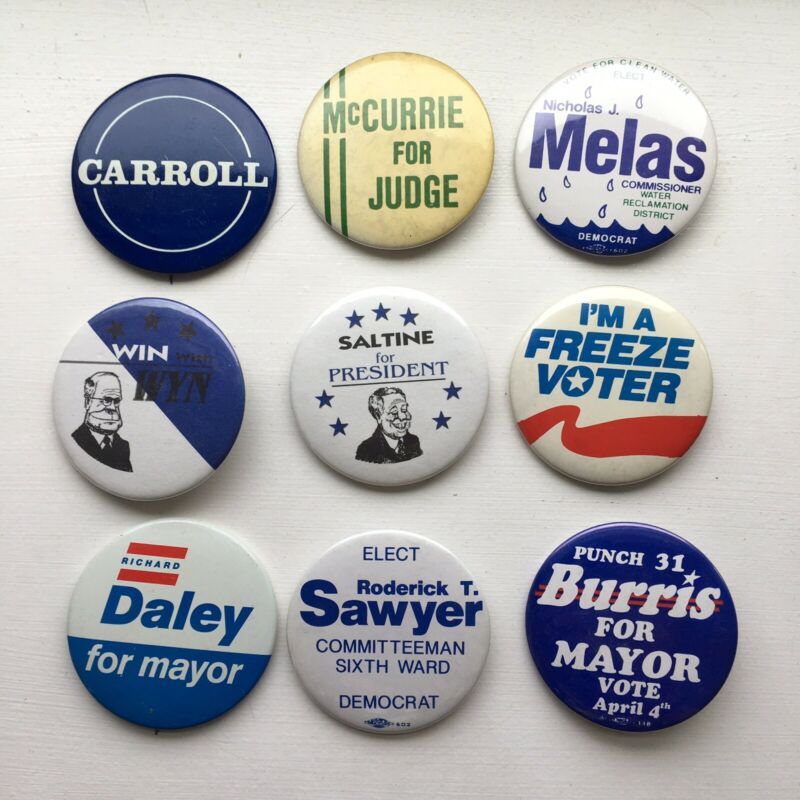 CARROLL
McCURRIE
FOR
JUDGE
VOTE FOR CLEAN WATER
ELECT
Nicholas J.
Melas
COMMISSIONER
WATER
RECLAMATION
DISTRICT
DEMOCRAT
WIN WITH
WYN
SALTINE
for
PRESIDENT
I'M A
FREEZE
VOTER
RICHARD
Daley
for mayor
ELECT
Roderick T.
Sawyer
COMMITTEEMAN
SIXTH WARD
DEMOCRAT
PUNCH 31
Burris
FOR
MAYOR
VOTE
April 4th